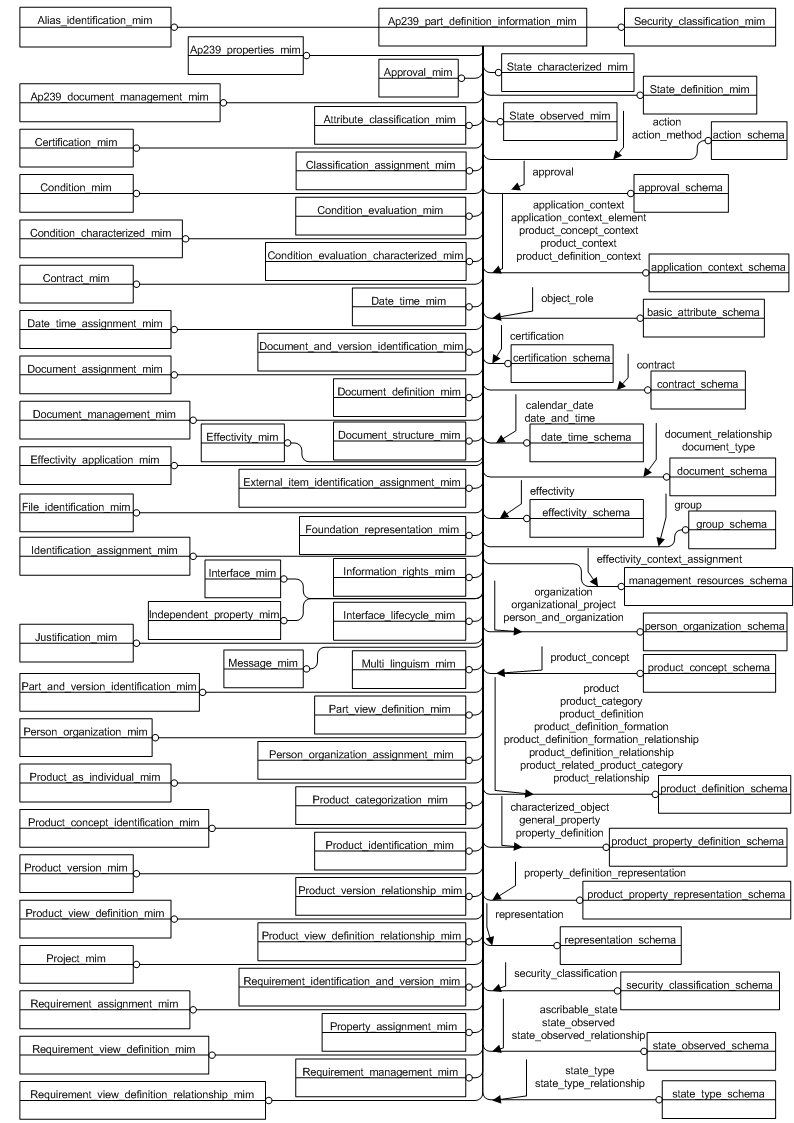 Alias_identification_mim
Ap239_part_definition_information_mim
Security_classification_mim
Ap239_properties_mim
State_characterized_mim
Approval_mim
State_definition_mim
Ap239_document_management_mim
Attribute_classification_mim
State_observed_mim
action
action_method
action_schema
Certification_mim
Classification_assignment_mim
approval
Condition_mim
approval_schema
Condition_evaluation_mim
application_context
application_context_element
product_concept_context
product_context
product_definition_context
Condition_characterized_mim
Condition_evaluation_characterized_mim
application_context_schema
Contract_mim
Date_time_mim
object_role
basic_attribute_schema
Date_time_assignment_mim
certification
Document_and_version_identification_mim
certification_schema
Document_assignment_mim
contract
contract_schema
Document_definition_mim
calendar_date
date_and_time
Document_management_mim
Effectivity_mim
Document_structure_mim
date_time_schema
document_relationship
document_type
Effectivity_application_mim
document_schema
External_item_identification_assignment_mim
effectivity
File_identification_mim
effectivity_schema
group
group_schema
Foundation_representation_mim
Identification_assignment_mim
effectivity_context_assignment
Interface_mim
Information_rights_mim
management_resources_schema
organization
organizational_project
person_and_organization
Independent_property_mim
Interface_lifecycle_mim
person_organization_schema
Justification_mim
Message_mim
Multi_linguism_mim
product_concept
product_concept_schema
Part_and_version_identification_mim
product
product_category
product_definition
product_definition_formation
product_definition_formation_relationship
product_definition_relationship
product_related_product_category
product_relationship
Part_view_definition_mim
Person_organization_mim
Person_organization_assignment_mim
Product_as_individual_mim
product_definition_schema
Product_categorization_mim
characterized_object
general_property
property_definition
Product_concept_identification_mim
Product_identification_mim
product_property_definition_schema
Product_version_mim
property_definition_representation
Product_version_relationship_mim
product_property_representation_schema
Product_view_definition_mim
representation
Product_view_definition_relationship_mim
representation_schema
Project_mim
security_classification
Requirement_identification_and_version_mim
security_classification_schema
Requirement_assignment_mim
ascribable_state
state_observed
state_observed_relationship
Property_assignment_mim
Requirement_view_definition_mim
state_observed_schema
Requirement_management_mim
state_type
state_type_relationship
Requirement_view_definition_relationship_mim
state_type_schema